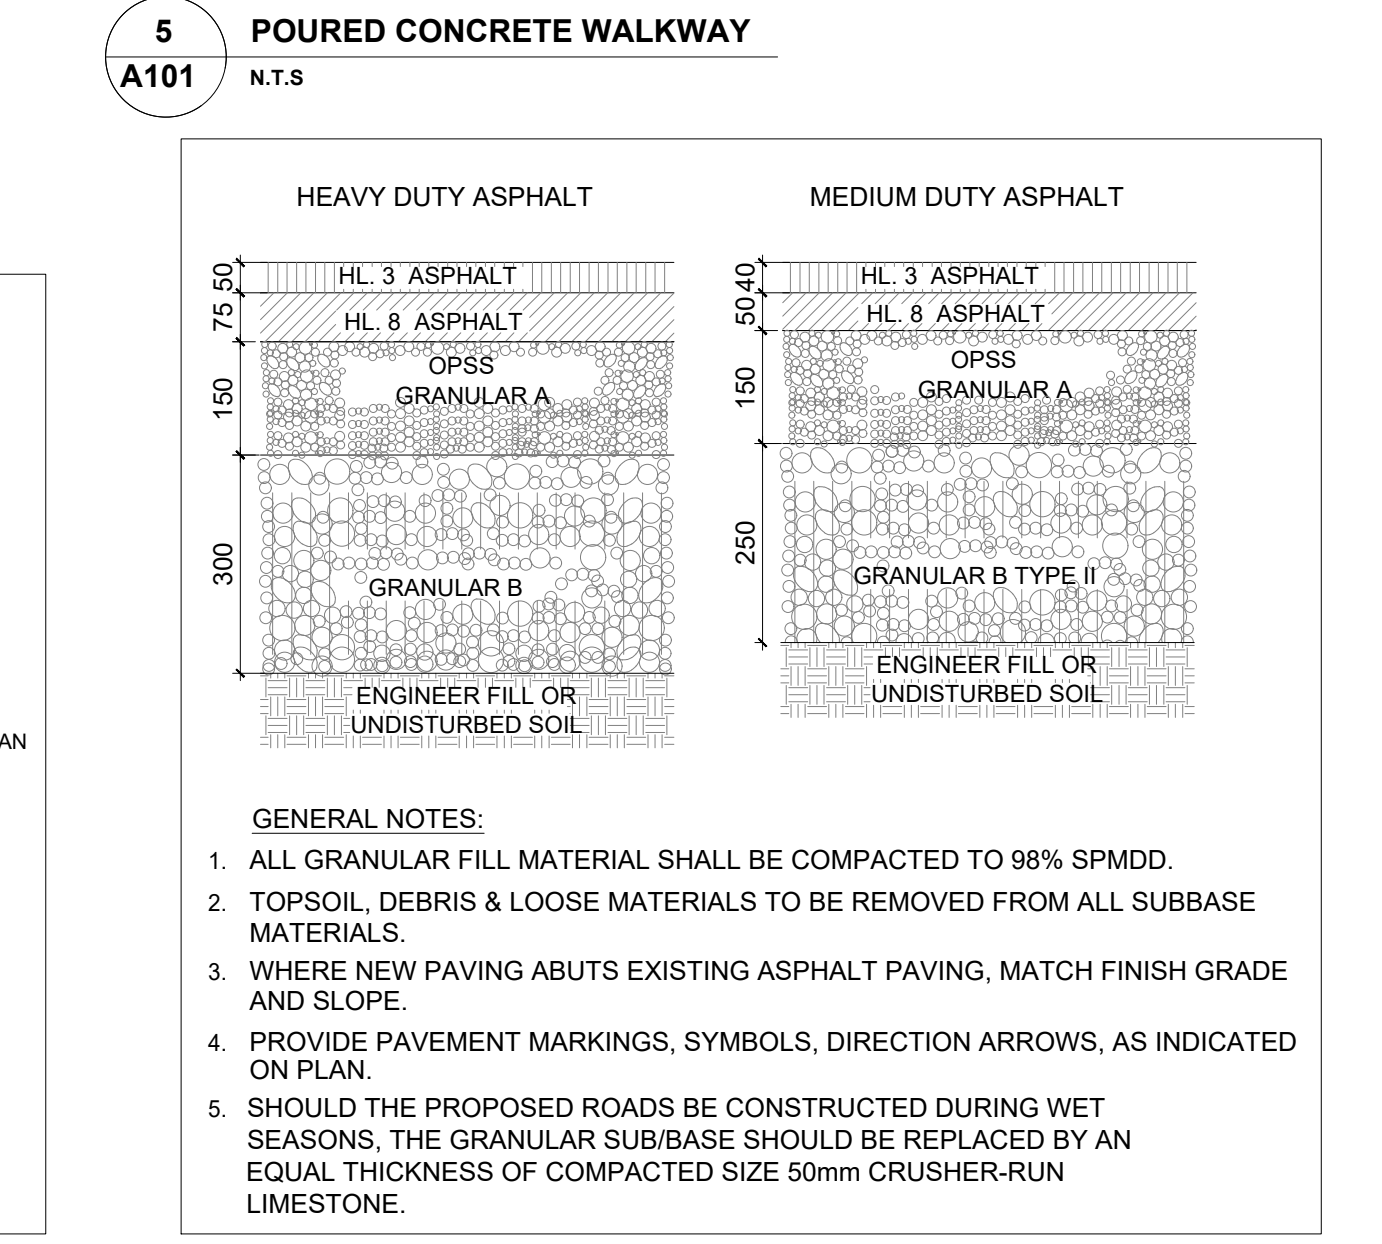 5
POURED CONCRETE WALKWAY
A101
N.T.S
HEAVY DUTY ASPHALT
50
HL. 3 ASPHALT
75
HL. 8 ASPHALT
150
OPSS
GRANULAR A
300
GRANULAR B
ENGINEER FILL OR
UNDISTURBED SOIL
MEDIUM DUTY ASPHALT
40
HL. 3 ASPHALT
50
HL. 8 ASPHALT
150
OPSS
GRANULAR A
250
GRANULAR B TYPE II
ENGINEER FILL OR
UNDISTURBED SOIL
AN
GENERAL NOTES:
1. ALL GRANULAR FILL MATERIAL SHALL BE COMPACTED TO 98% SPMDD.
2. TOPSOIL, DEBRIS & LOOSE MATERIALS TO BE REMOVED FROM ALL SUBBASE
MATERIALS.
3. WHERE NEW PAVING ABUTS EXISTING ASPHALT PAVING, MATCH FINISH GRADE
AND SLOPE.
4. PROVIDE PAVEMENT MARKINGS, SYMBOLS, DIRECTION ARROWS, AS INDICATED
ON PLAN.
5. SHOULD THE PROPOSED ROADS BE CONSTRUCTED DURING WET
SEASONS, THE GRANULAR SUB/BASE SHOULD BE REPLACED BY AN
EQUAL THICKNESS OF COMPACTED SIZE 50mm CRUSHER-RUN
LIMESTONE.